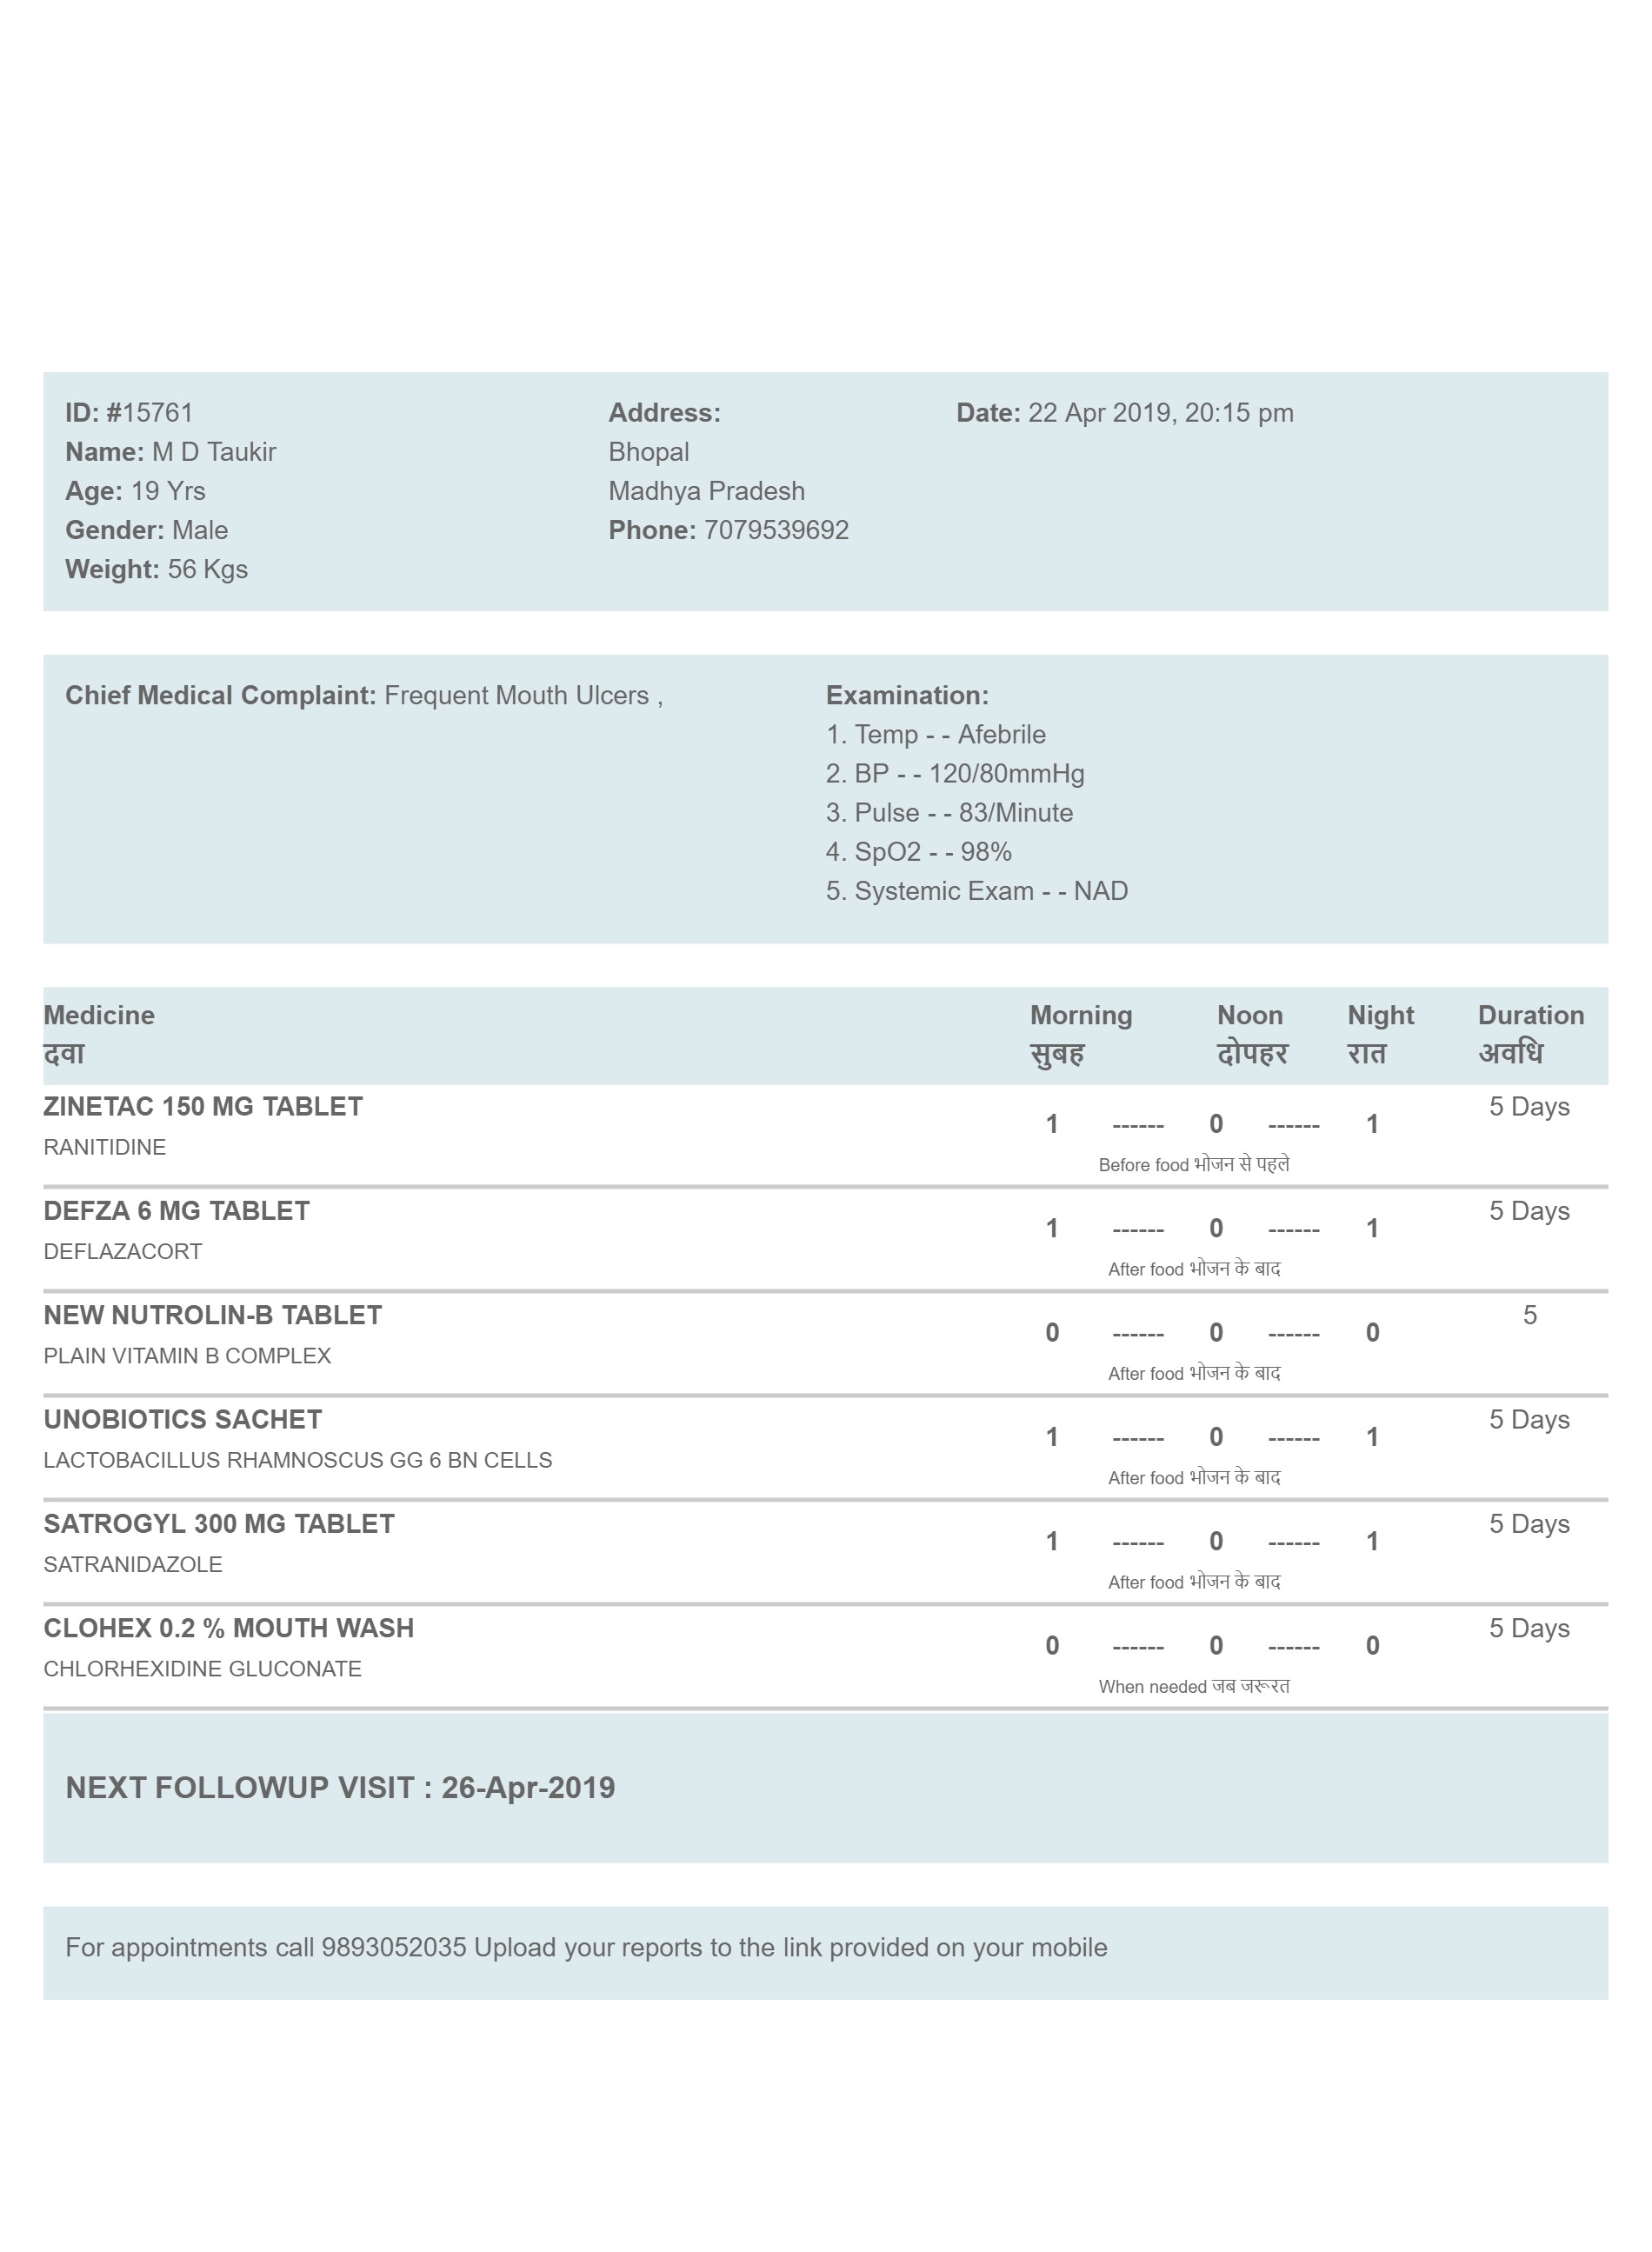 ID: #15761
Name: M D Taukir
Age: 19 Yrs
Gender: Male
Weight: 56 Kgs
Address:
Bhopal
Madhya Pradesh
Phone: 7079539692
Date: 22 Apr 2019, 20:15 pm
Chief Medical Complaint: Frequent Mouth Ulcers ,
Examination:
1. Temp - - Afebrile
2. BP - - 120/80mmHg
3. Pulse - - 83/Minute
4. SpO2 - - 98%
5. Systemic Exam - - NAD
Medicine Morning Noon Night Duration
दवा सुबह दोपहर रात अवधि
ZINETAC 150 MG TABLET 5 Days
1 ------ 0 ------ 1
RANITIDINE
Before food भोजन से पहले
DEFZA 6 MG TABLET 5 Days
1 ------ 0 ------ 1
DEFLAZACORT
After food भोजन के बाद
NEW NUTROLIN-B TABLET 5
0 ------ 0 ------ 0
PLAIN VITAMIN B COMPLEX
After food भोजन के बाद
UNOBIOTICS SACHET 5 Days
1 ------ 0 ------ 1
LACTOBACILLUS RHAMNOSCUS GG 6 BN CELLS
After food भोजन के बाद
SATROGYL 300 MG TABLET 5 Days
1 ------ 0 ------ 1
SATRANIDAZOLE
After food भोजन के बाद
CLOHEX 0.2 % MOUTH WASH 5 Days
0 ------ 0 ------ 0
CHLORHEXIDINE GLUCONATE
When needed जब जरूरत
NEXT FOLLOWUP VISIT : 26-Apr-2019
For appointments call 9893052035 Upload your reports to the link provided on your mobile